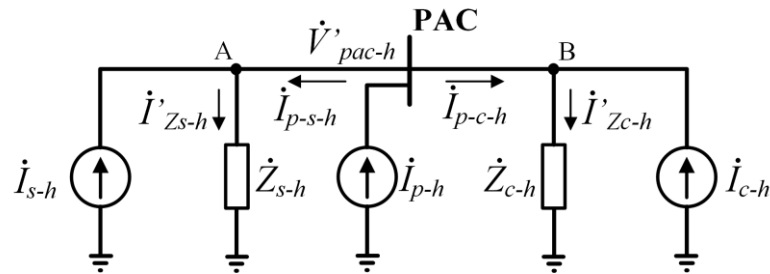 PAC
A
V̇'pac-h
B
İ'Zs-h
İp-s-h
İp-c-h
İ'Zc-h
İs-h
Żs-h
İp-h
Żc-h
İc-h